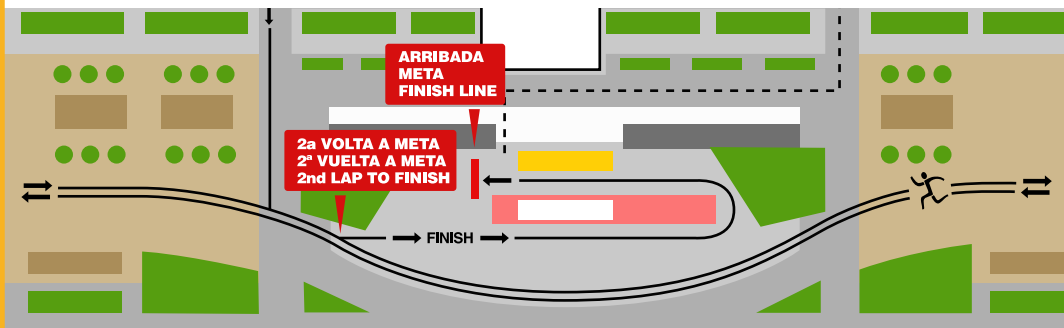 ARRIBADA
META
FINISH LINE
2a VOLTA A META
2ª VUELTA A META
2nd LAP TO FINISH
FINISH